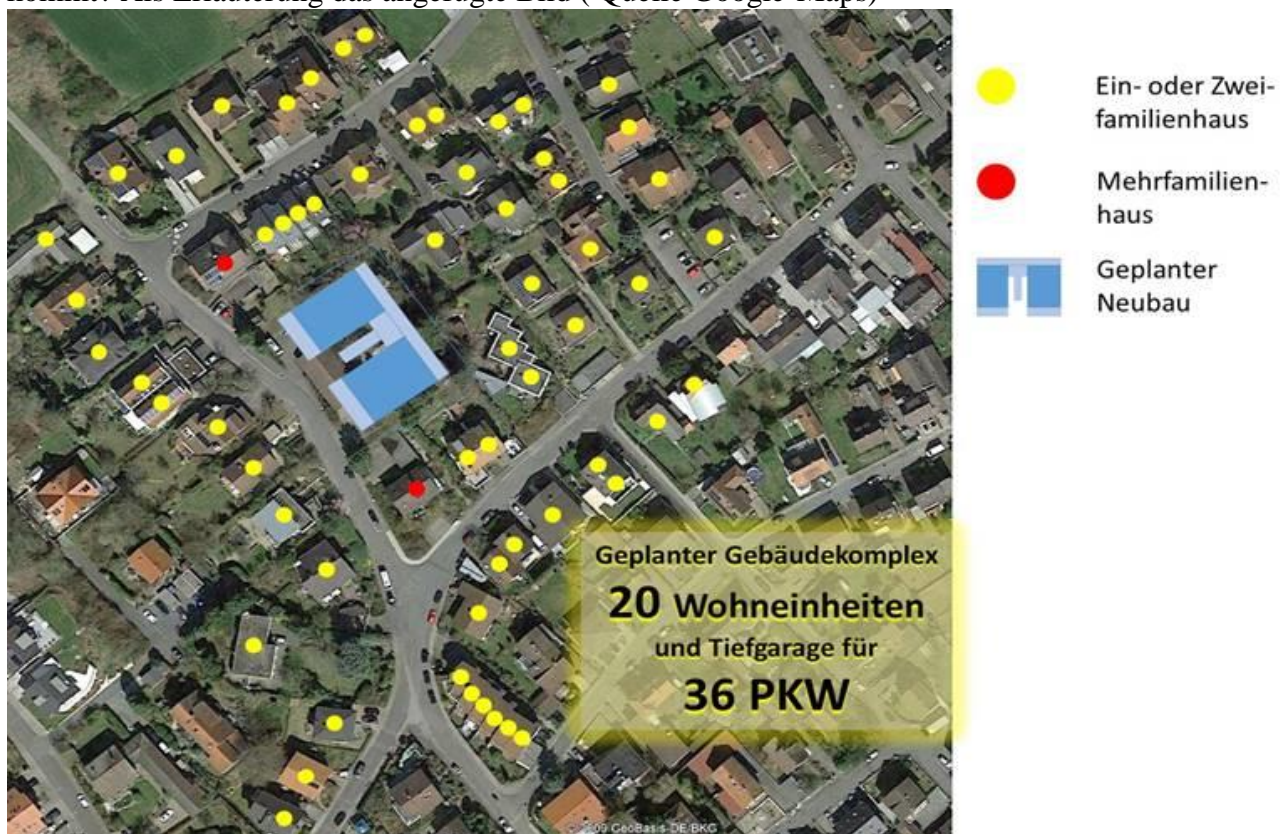 kommt? Als Erläuterung das angefügte Bild ( Quelle Google-Maps)
Ein- oder Zwei-
familienhaus
Mehrfamilien-
haus
Geplanter
Neubau
Geplanter Gebäudekomplex
20 Wohneinheiten
und Tiefgarage für
36 PKW
GeoBasis-DE/BKG